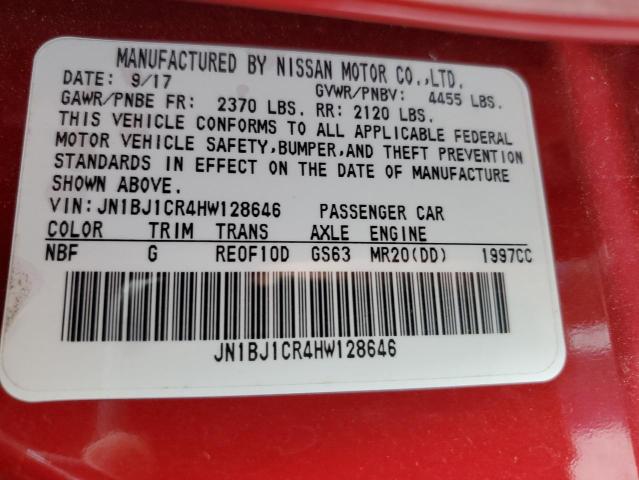 MANUFACTURED BY NISSAN MOTOR CO.,LTD.
DATE: 9/17 GVWR/PNBV: 4455 LBS.
GAWR/PNBE FR: 2370 LBS. RR: 2120 LBS.
THIS VEHICLE CONFORMS TO ALL APPLICABLE FEDERAL
MOTOR VEHICLE SAFETY,BUMPER,AND THEFT PREVENTION
STANDARDS IN EFFECT ON THE DATE OF MANUFACTURE
SHOWN ABOVE.
VIN: JN1BJ1CR4HW128646 PASSENGER CAR
COLOR TRIM TRANS AXLE ENGINE
NBF G RE0F10D GS63 MR20(DD) 1997CC
JN1BJ1CR4HW128646